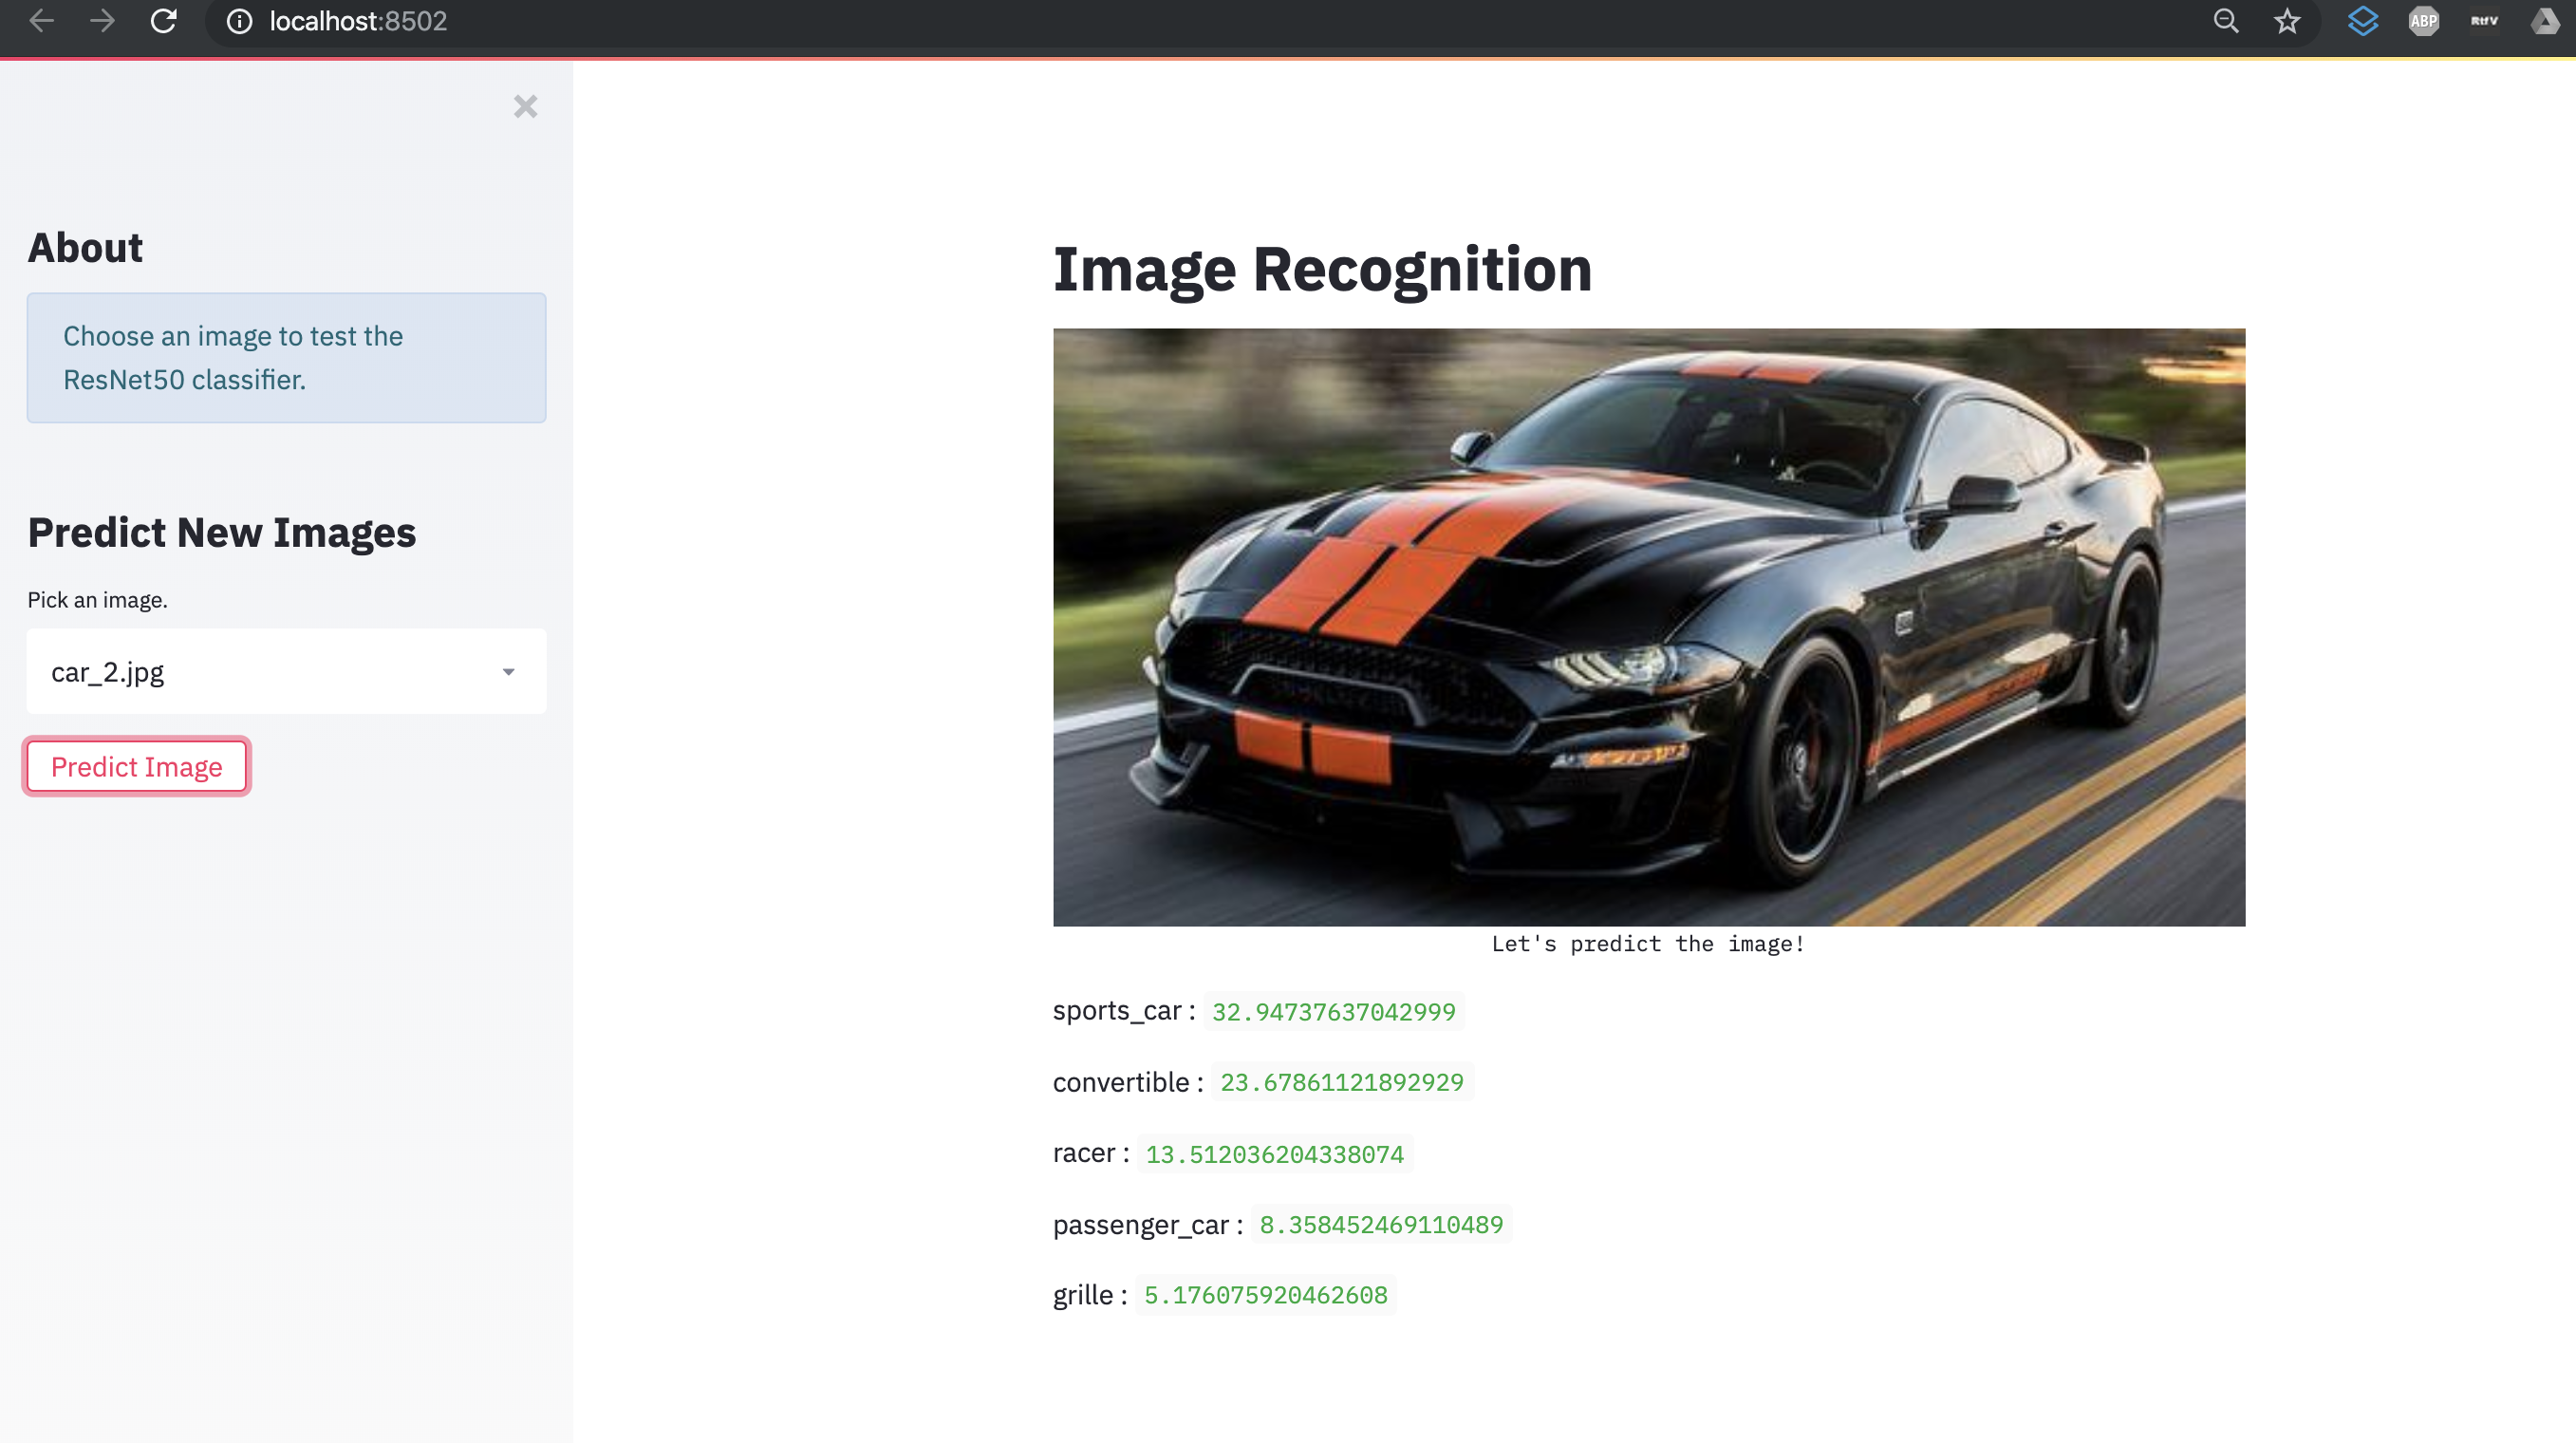 localhost:8502
ABP
RtfV
About
Choose an image to test the
ResNet50 classifier.
Predict New Images
Pick an image.
car_2.jpg
Predict Image
Image Recognition
Let's predict the image!
sports_car : 32.94737637042999
convertible : 23.67861121892929
racer : 13.512036204338074
passenger_car : 8.358452469110489
grille : 5.176075920462608